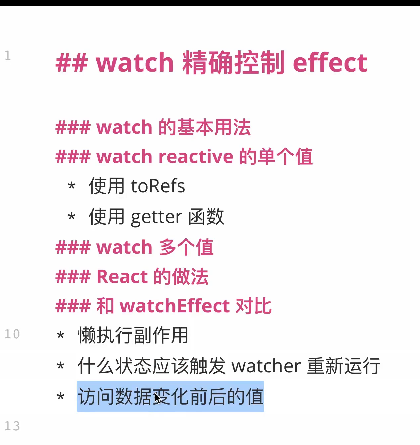 1
## watch 精确控制 effect
### watch 的基本用法
### watch reactive 的单个值
* 使用 toRefs
* 使用 getter 函数
### watch 多个值
### React 的做法
### 和 watchEffect 对比
10 * 懒执行副作用
* 什么状态应该触发 watcher 重新运行
* 访问数据变化前后的值
13